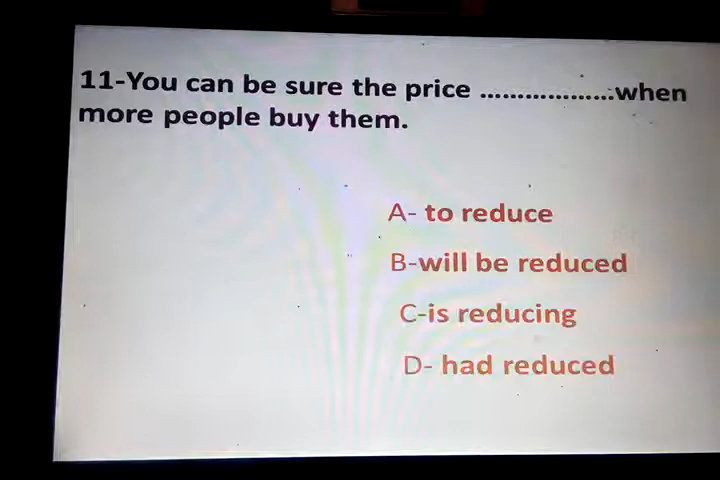 11-You can be sure the price ...................when
more people buy them.
A- to reduce
B-will be reduced
C-is reducing
D- had reduced